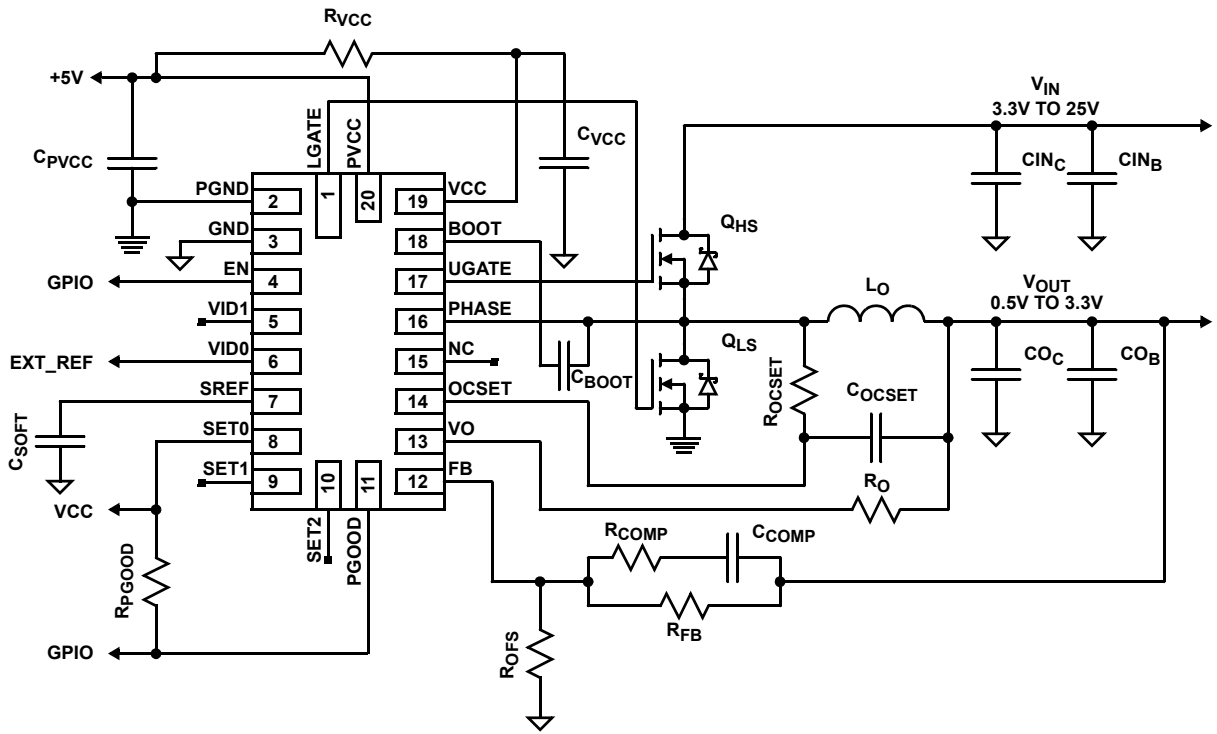 RVCC
+5V
LGATE
PVCC
CVCC
VIN
3.3V TO 25V
CPVCC
CINC
CINB
1
20
PGND
2
19
VCC
GND
3
18
BOOT
QHS
GPIO
EN
4
17
UGATE
VID1
5
16
PHASE
LO
VOUT
0.5V TO 3.3V
EXT_REF
VID0
6
15
NC
QLS
CBOOT
ROCSET
COCSET
COC
COB
SREF
7
14
OCSET
CSOFT
SET0
8
13
VO
SET1
9
12
FB
RO
10
11
VCC
SET2
PGOOD
RCOMP
CCOMP
RPGOOD
RFB
GPIO
ROFS